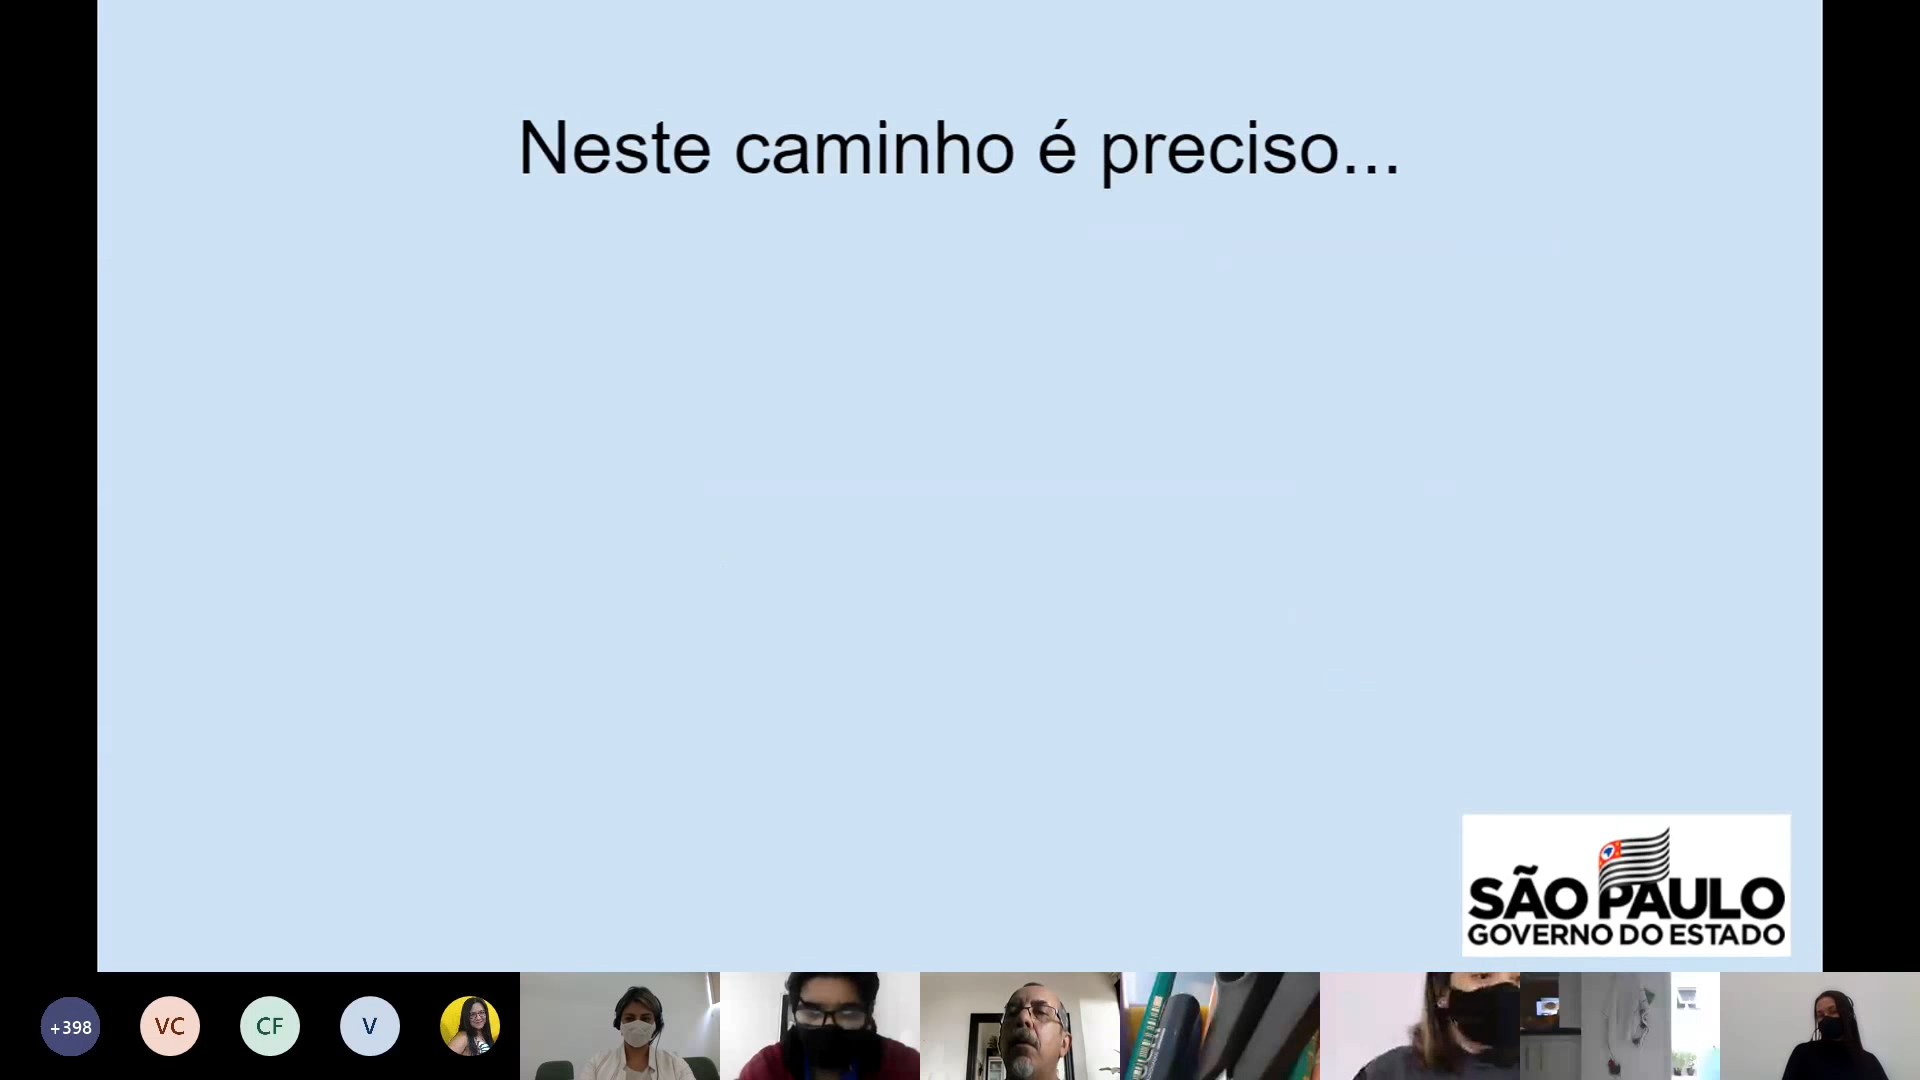 Neste caminho é preciso...
SÃO PAULO
GOVERNO DO ESTADO
+398
VC
CF
V